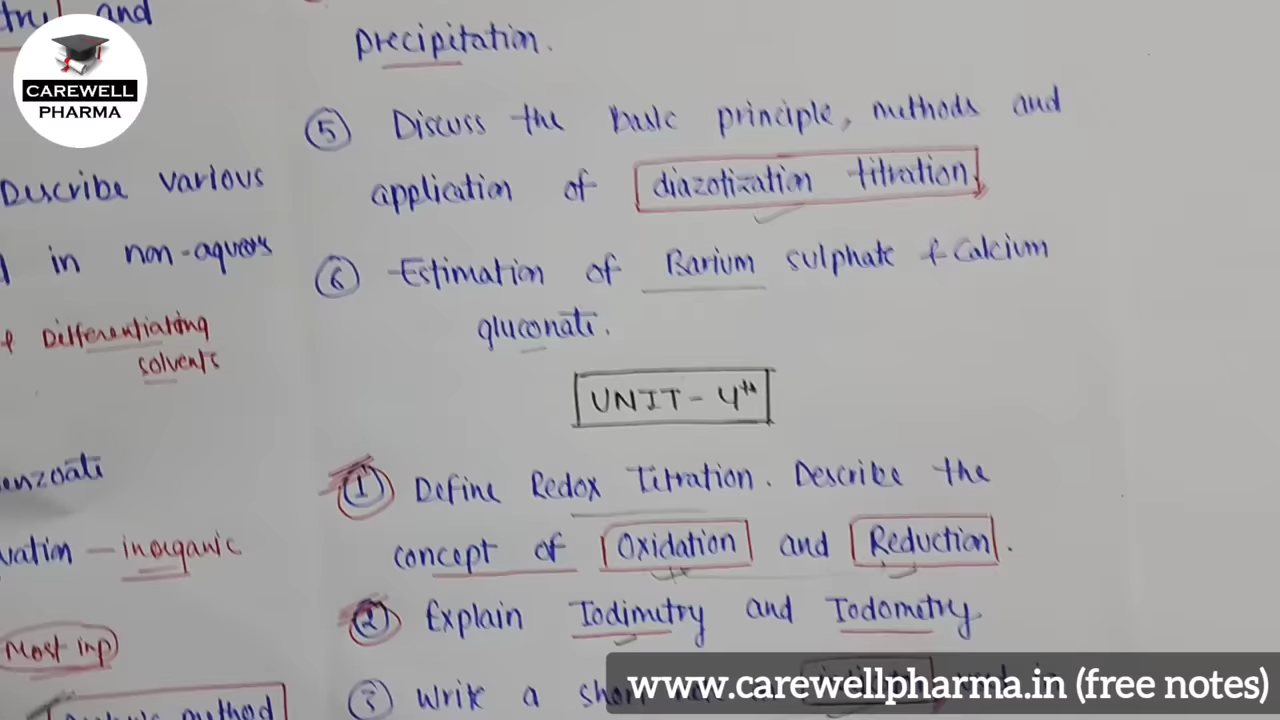 CAREWELL
PHARMA
and
Describe various
in non-aqueous
Differentiating
solvents
inorganic
Most imp
method
precipitation.
5 Discuss the basic principle, methods and
application of diazotization titration.
6 Estimation of Barium sulphate & Calcium
gluconate.
UNIT - 4th
1 Define Redox Titration. Describe the
concept of Oxidation and Reduction.
2 Explain Iodimetry and Iodometry.
3 Write a short
www.carewellpharma.in (free notes)